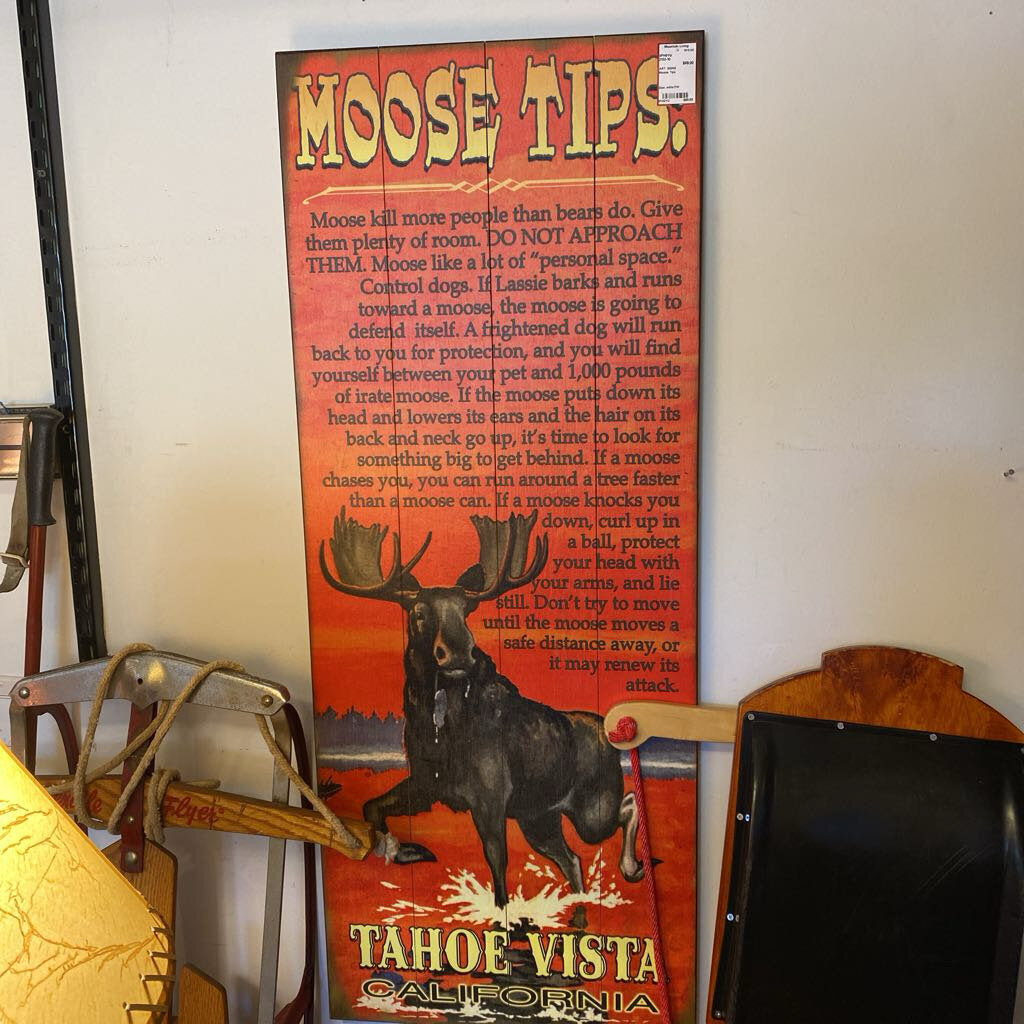 MOOSE TIPS:
Mountain Living
Moose kill more people than bears do. Give
them plenty of room. DO NOT APPROACH
THEM. Moose like a lot of “personal space.”
Control dogs. If Lassie barks and runs
toward a moose, the moose is going to
defend itself. A frightened dog will run
back to you for protection, and you will find
yourself between your pet and 1,000 pounds
of irate moose. If the moose puts down its
head and lowers its ears and the hair on its
back and neck go up, it’s time to look for
something big to get behind. If a moose
chases you, you can run around a tree faster
than a moose can. If a moose knocks you
down, curl up in
a ball, protect
your head with
your arms, and lie
still. Don’t try to move
until the moose moves a
safe distance away, or
it may renew its
attack.
Flyer
TAHOE VISTA
CALIFORNIA